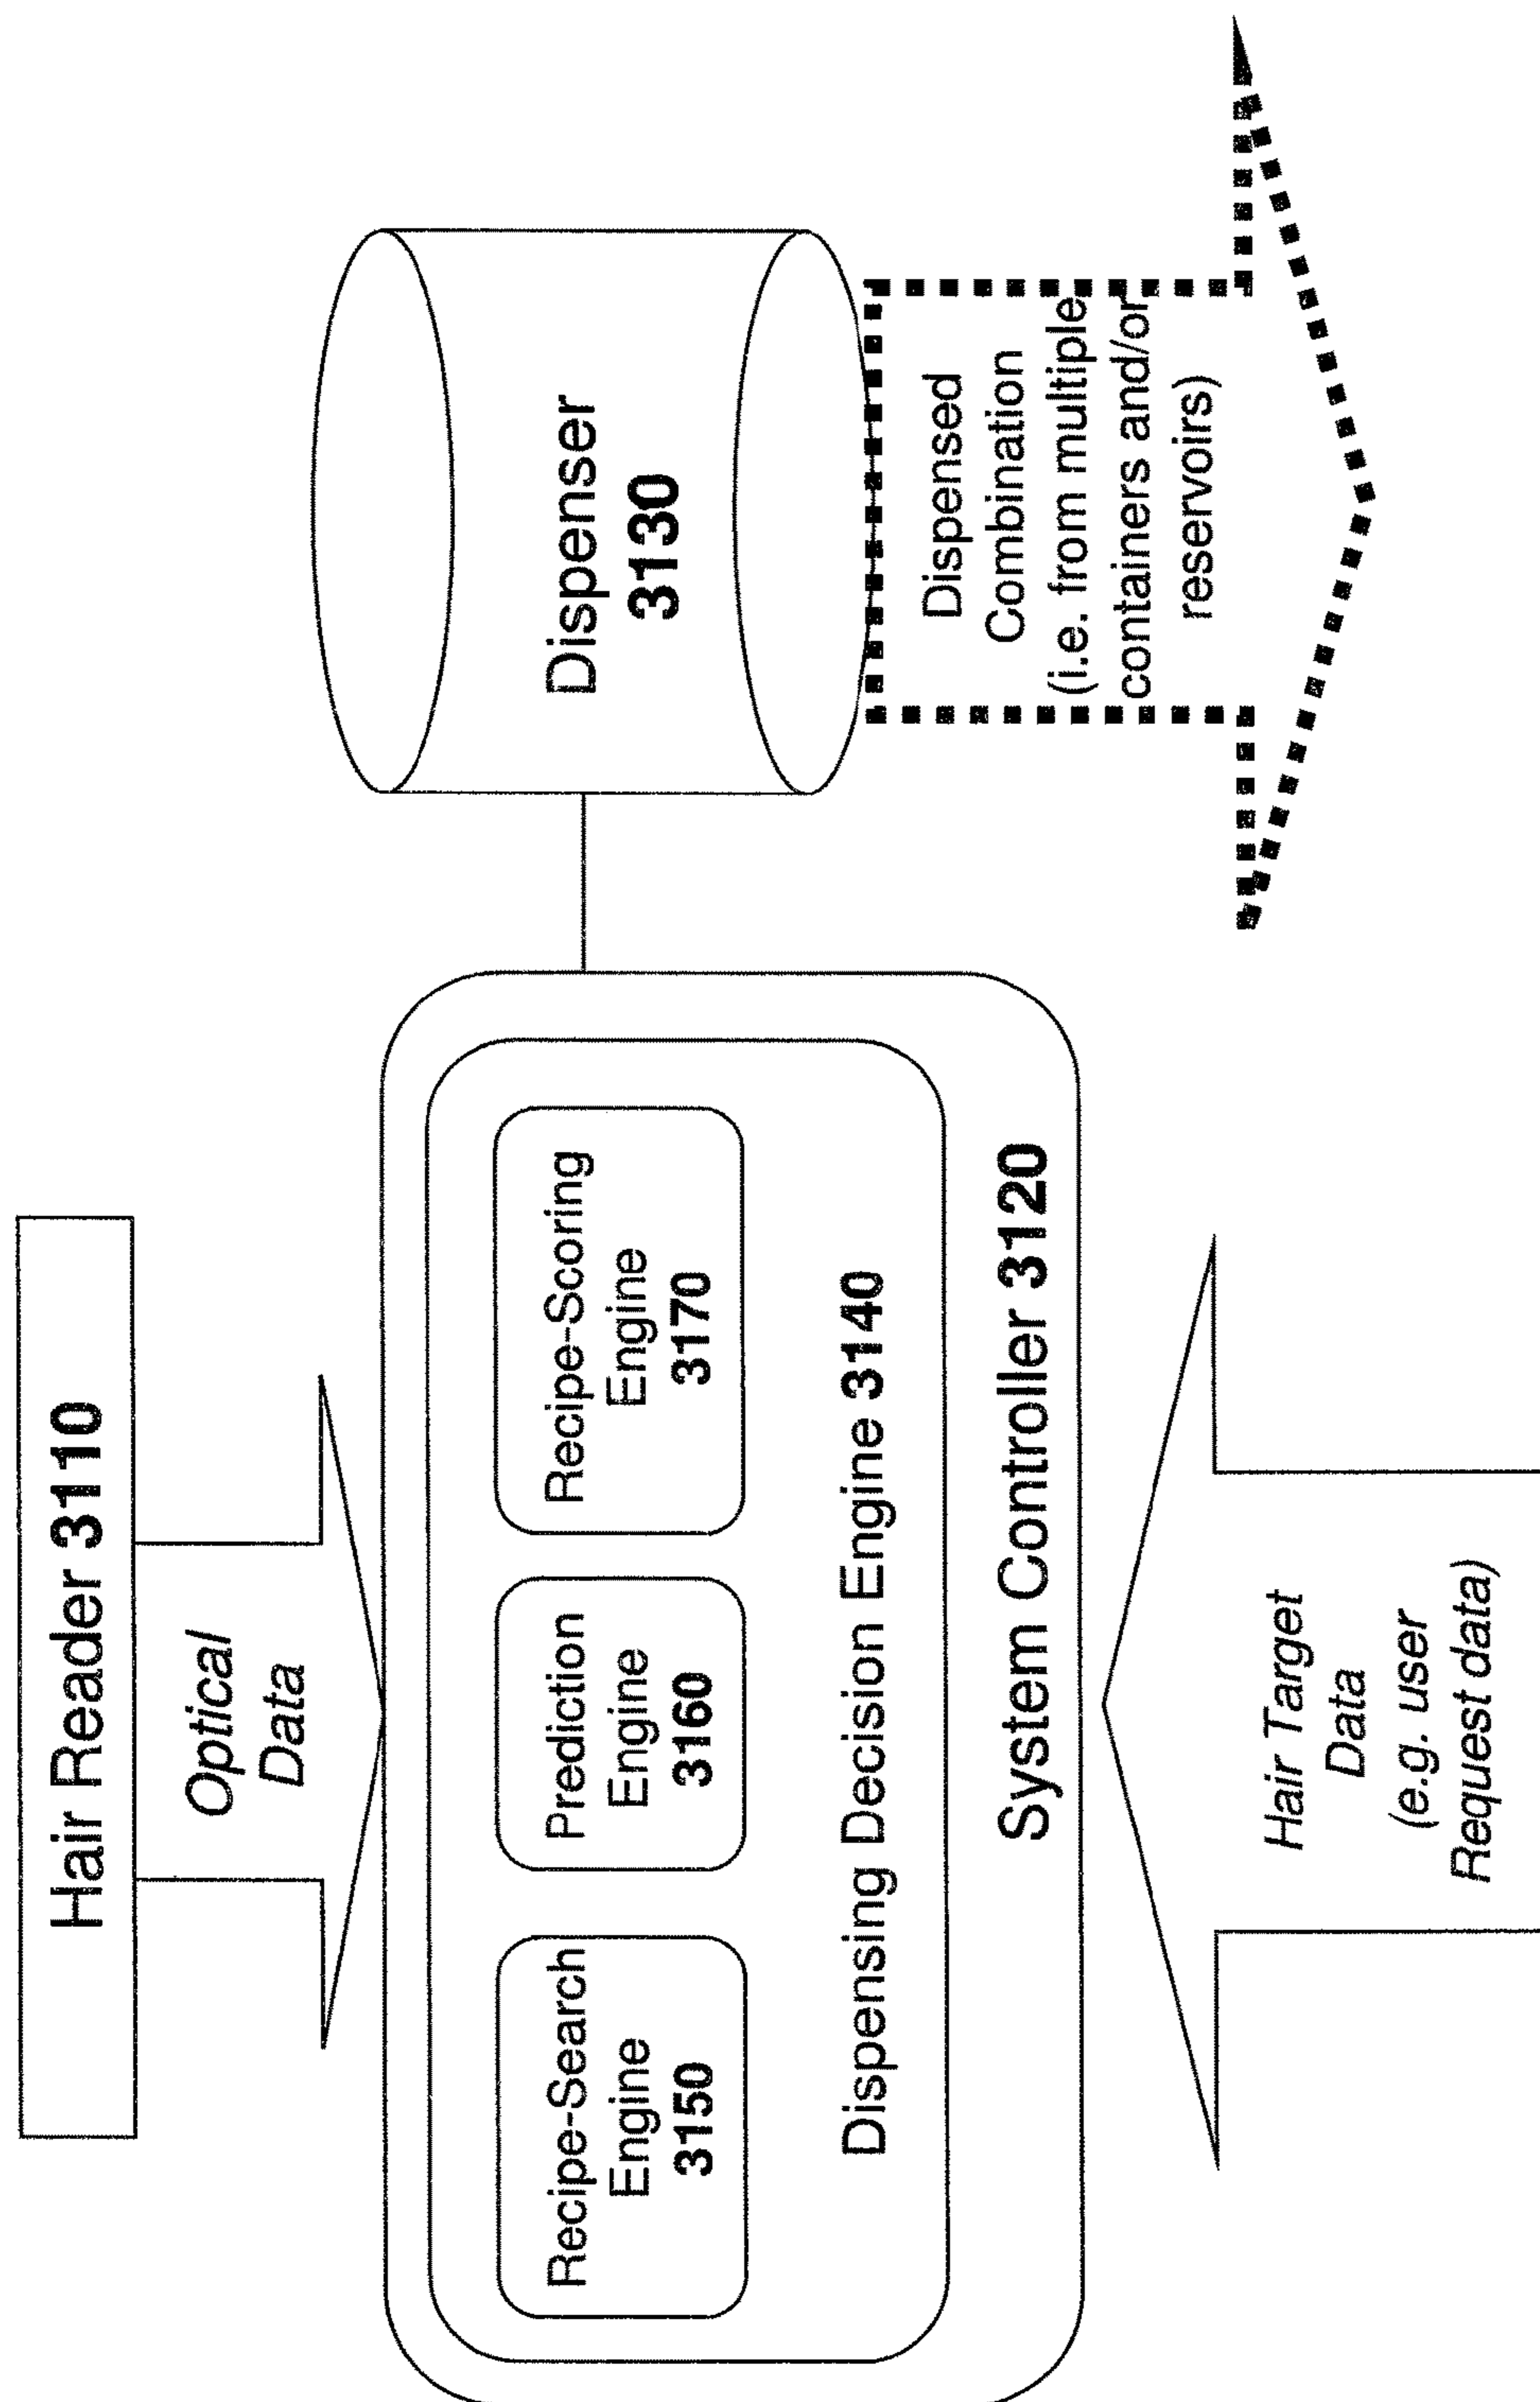 Hair Reader 3110
Optical
Data
Recipe-Search
Engine
3150
Prediction
Engine
3160
Recipe-Scoring
Engine
3170
Dispensing Decision Engine 3140
System Controller 3120
Hair Target
Data
(e.g. user
Request data)
Dispenser
3130
Dispensed
Combination
(i.e. from multiple
containers and/or
reservoirs)